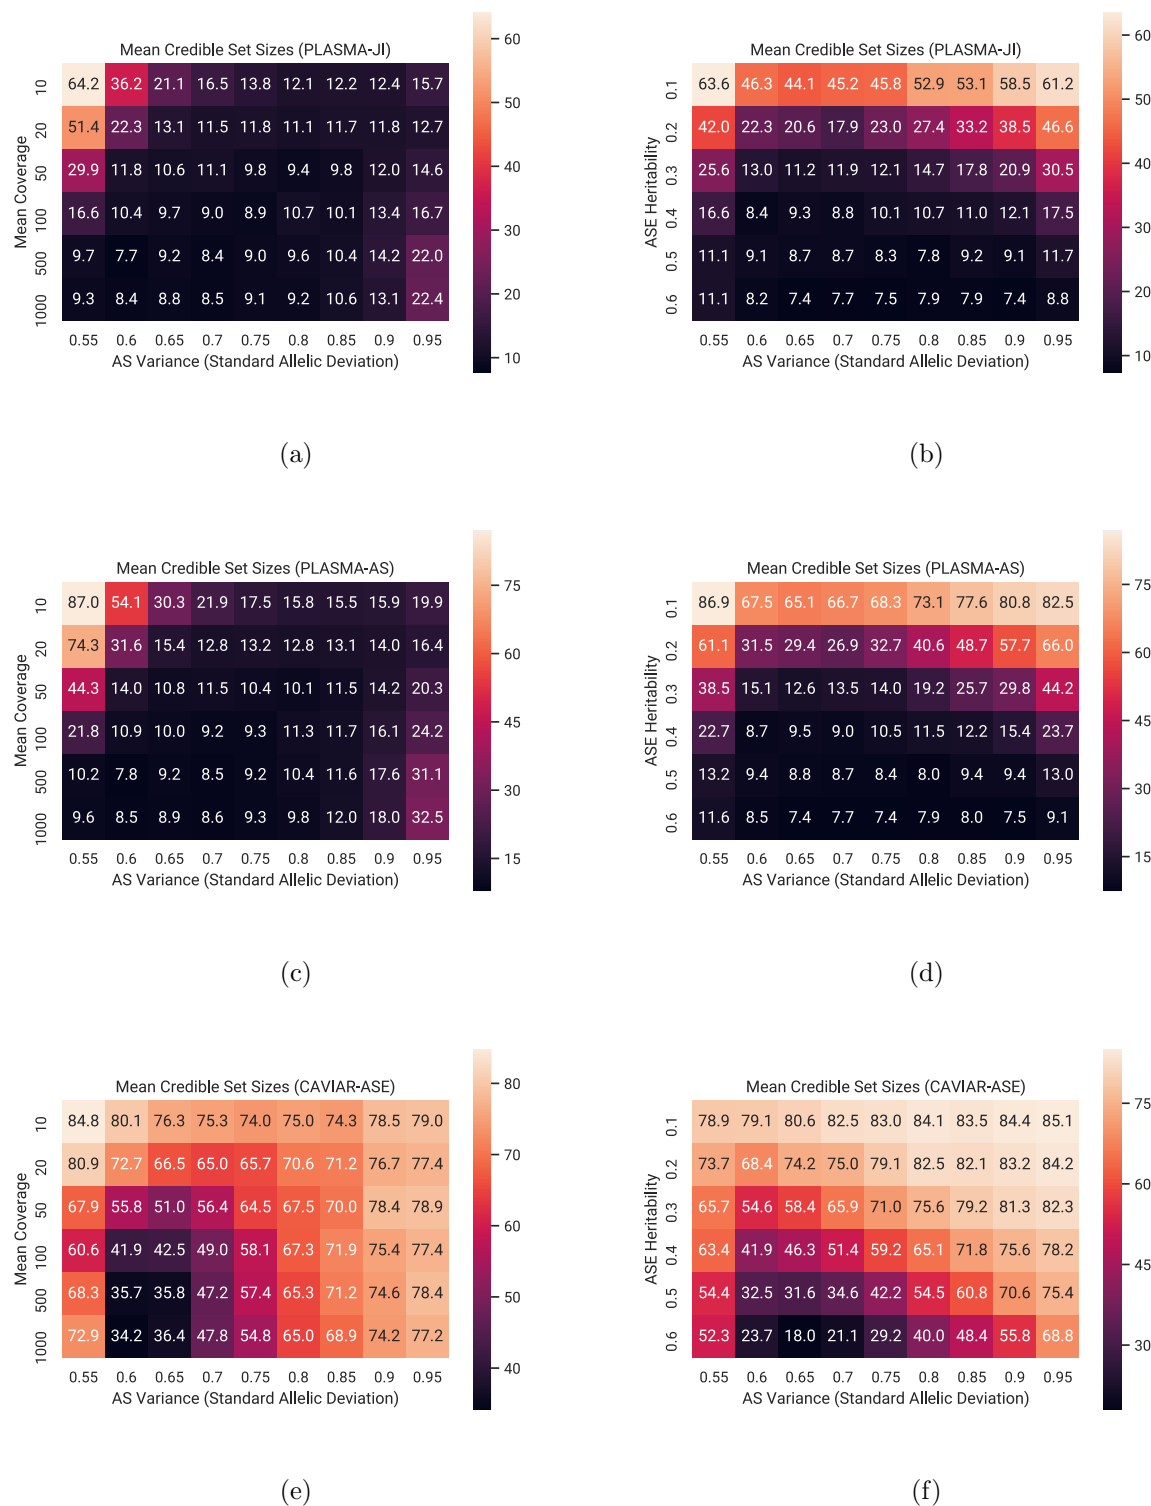 Mean Credible Set Sizes (PLASMA-JI)
Mean Coverage
10 64.2 36.2 21.1 16.5 13.8 12.1 12.2 12.4 15.7
20 51.4 22.3 13.1 11.5 11.8 11.1 11.7 11.8 12.7
50 29.9 11.8 10.6 11.1 9.8 9.4 9.8 12.0 14.6
100 16.6 10.4 9.7 9.0 8.9 10.7 10.1 13.4 16.7
500 9.7 7.7 9.2 8.4 9.0 9.6 10.4 14.2 22.0
1000 9.3 8.4 8.8 8.5 9.1 9.2 10.6 13.1 22.4
0.55 0.6 0.65 0.7 0.75 0.8 0.85 0.9 0.95
AS Variance (Standard Allelic Deviation)
60
50
40
30
20
10
(a)
Mean Credible Set Sizes (PLASMA-JI)
ASE Heritability
0.1 63.6 46.3 44.1 45.2 45.8 52.9 53.1 58.5 61.2
0.2 42.0 22.3 20.6 17.9 23.0 27.4 33.2 38.5 46.6
0.3 25.6 13.0 11.2 11.9 12.1 14.7 17.8 20.9 30.5
0.4 16.6 8.4 9.3 8.8 10.1 10.7 11.0 12.1 17.5
0.5 11.1 9.1 8.7 8.7 8.3 7.8 9.2 9.1 11.7
0.6 11.1 8.2 7.4 7.7 7.5 7.9 7.9 7.4 8.8
0.55 0.6 0.65 0.7 0.75 0.8 0.85 0.9 0.95
AS Variance (Standard Allelic Deviation)
60
50
40
30
20
10
(b)
Mean Credible Set Sizes (PLASMA-AS)
Mean Coverage
10 87.0 54.1 30.3 21.9 17.5 15.8 15.5 15.9 19.9
20 74.3 31.6 15.4 12.8 13.2 12.8 13.1 14.0 16.4
50 44.3 14.0 10.8 11.5 10.4 10.1 11.5 14.2 20.3
100 21.8 10.9 10.0 9.2 9.3 11.3 11.7 16.1 24.2
500 10.2 7.8 9.2 8.5 9.2 10.4 11.6 17.6 31.1
1000 9.6 8.5 8.9 8.6 9.3 9.8 12.0 18.0 32.5
0.55 0.6 0.65 0.7 0.75 0.8 0.85 0.9 0.95
AS Variance (Standard Allelic Deviation)
75
60
45
30
15
(c)
Mean Credible Set Sizes (PLASMA-AS)
ASE Heritability
0.1 86.9 67.5 65.1 66.7 68.3 73.1 77.6 80.8 82.5
0.2 61.1 31.5 29.4 26.9 32.7 40.6 48.7 57.7 66.0
0.3 38.5 15.1 12.6 13.5 14.0 19.2 25.7 29.8 44.2
0.4 22.7 8.7 9.5 9.0 10.5 11.5 12.2 15.4 23.7
0.5 13.2 9.4 8.8 8.7 8.4 8.0 9.4 9.4 13.0
0.6 11.6 8.5 7.4 7.7 7.4 7.9 8.0 7.5 9.1
0.55 0.6 0.65 0.7 0.75 0.8 0.85 0.9 0.95
AS Variance (Standard Allelic Deviation)
75
60
45
30
15
(d)
Mean Credible Set Sizes (CAVIAR-ASE)
Mean Coverage
10 84.8 80.1 76.3 75.3 74.0 75.0 74.3 78.5 79.0
20 80.9 72.7 66.5 65.0 65.7 70.6 71.2 76.7 77.4
50 67.9 55.8 51.0 56.4 64.5 67.5 70.0 78.4 78.9
100 60.6 41.9 42.5 49.0 58.1 67.3 71.9 75.4 77.4
500 68.3 35.7 35.8 47.2 57.4 65.3 71.2 74.6 78.4
1000 72.9 34.2 36.4 47.8 54.8 65.0 68.9 74.2 77.2
0.55 0.6 0.65 0.7 0.75 0.8 0.85 0.9 0.95
AS Variance (Standard Allelic Deviation)
80
70
60
50
40
(e)
Mean Credible Set Sizes (CAVIAR-ASE)
ASE Heritability
0.1 78.9 79.1 80.6 82.5 83.0 84.1 83.5 84.4 85.1
0.2 73.7 68.4 74.2 75.0 79.1 82.5 82.1 83.2 84.2
0.3 65.7 54.6 58.4 65.9 71.0 75.6 79.2 81.3 82.3
0.4 63.4 41.9 46.3 51.4 59.2 65.1 71.8 75.6 78.2
0.5 54.4 32.5 31.6 34.6 42.2 54.5 60.8 70.6 75.4
0.6 52.3 23.7 18.0 21.1 29.2 40.0 48.4 55.8 68.8
0.55 0.6 0.65 0.7 0.75 0.8 0.85 0.9 0.95
AS Variance (Standard Allelic Deviation)
75
60
45
30
(f)